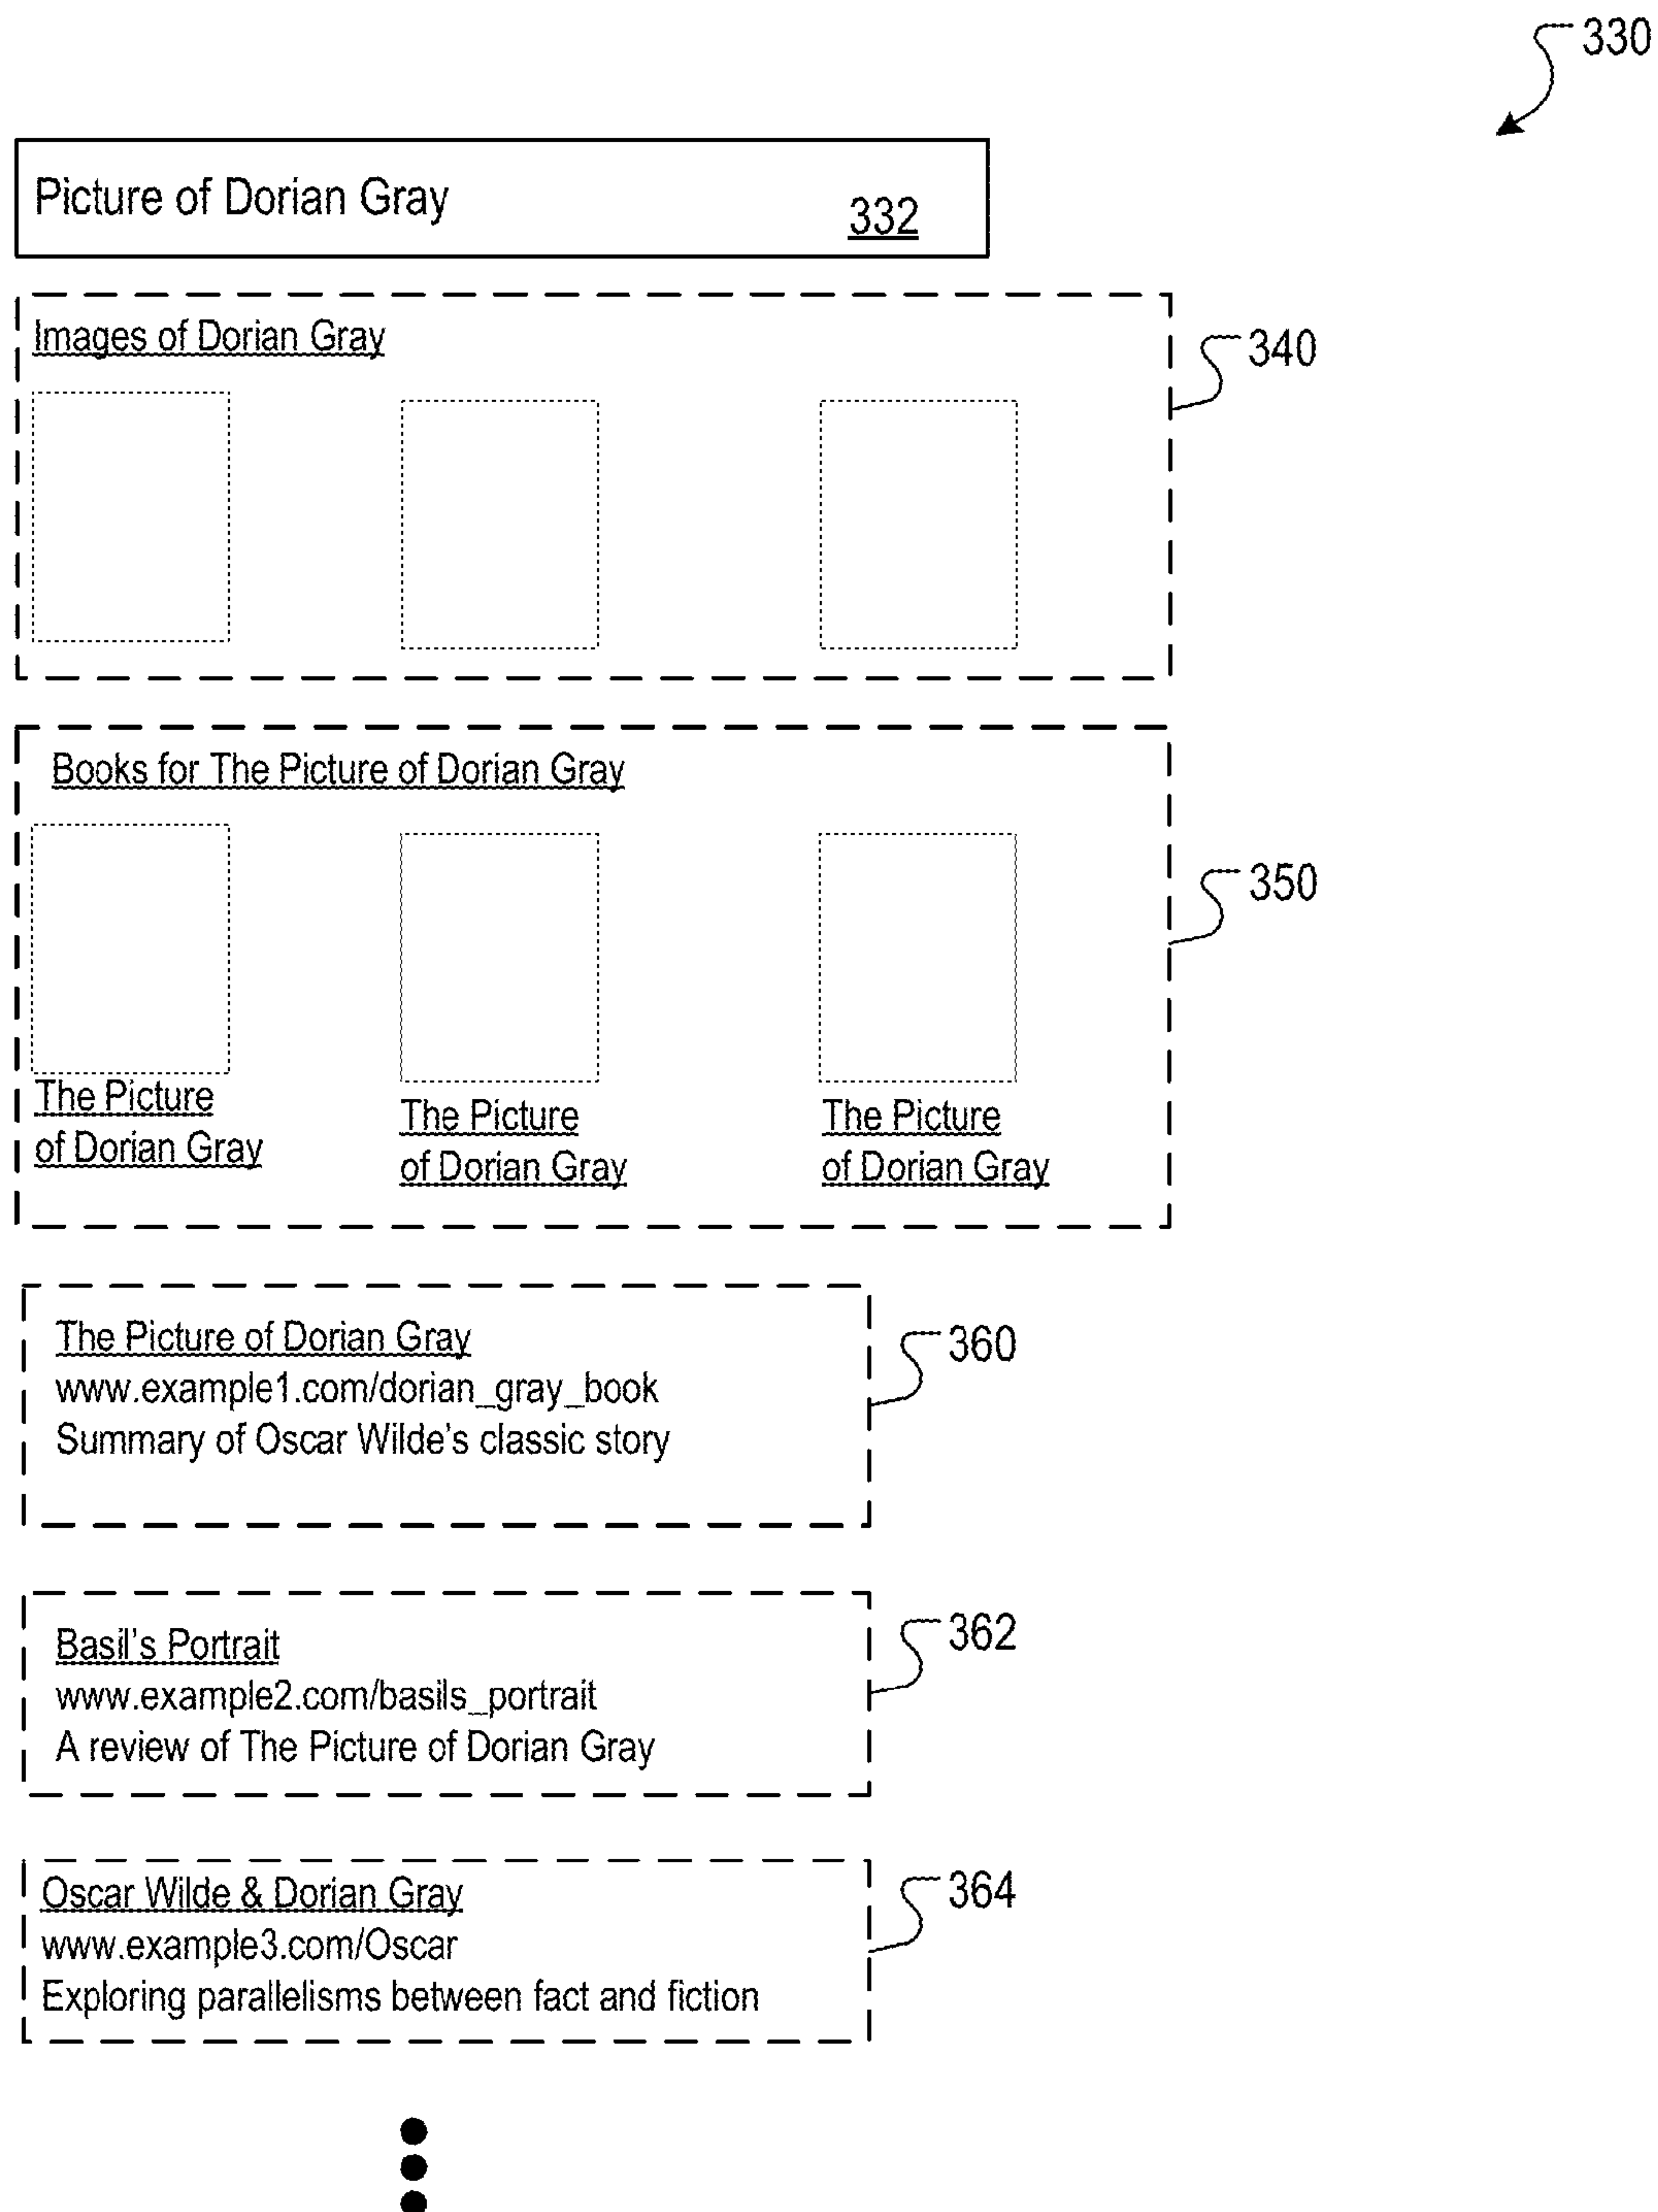 330
Picture of Dorian Gray 332
Images of Dorian Gray
340
Books for The Picture of Dorian Gray
350
The Picture
of Dorian Gray
The Picture
of Dorian Gray
The Picture
of Dorian Gray
The Picture of Dorian Gray
360
www.example1.com/dorian_gray_book
Summary of Oscar Wilde's classic story
362
Basil's Portrait
www.example2.com/basils_portrait
A review of The Picture of Dorian Gray
Oscar Wilde & Dorian Gray
364
www.example3.com/Oscar
Exploring parallelisms between fact and fiction